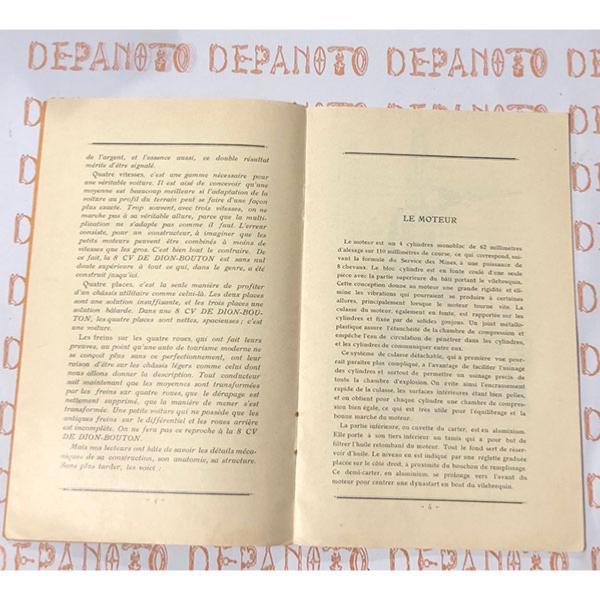 DEPANOTO DEPANOTO DEPANOTO
de l'argent, et l'essence aussi, ce double résultat
mérite d'être signalé.
Quatre vitesses, c'est une gamme nécessaire pour
une véritable voiture. Il est aisé de concevoir qu'une
moyenne est beaucoup meilleure si l'adaptation de la
voiture au profil du terrain peut se faire d'une façon
plus exacte. Trop souvent, avec trois vitesses, on ne
marche pas à sa véritable allure, parce que la multi-
plication ne s'adapte pas comme il faut. L'erreur
consiste, pour un constructeur, à imaginer que les
petits moteurs peuvent être combinés à moins de
vitesses que les gros. C'est bien tout le contraire. De
ce fait, la 8 CV DE DION-BOUTON est sans nul
doute supérieure à tout ce qui, dans le genre, a été
construit jusqu'ici.
Quatre places, c'est la seule manière de profiter
d'un châssis utilitaire comme celui-là. Les deux places
sont une solution insuffisante, et les trois places une
solution bâtarde. Dans une 8 CV DE DION-BOU-
TON, les quatre places sont nettes, spacieuses ; c'est
une voiture.
Les freins sur les roues avant, qui ont fait leurs
preuves, au point qu'une auto de tourisme moderne ne
se conçoit plus sans ce perfectionnement, ont leur
raison d'être sur les châssis légers comme celui dont
nous allons donner la description. Tout conducteur
sait maintenant que les moyennes sont transformées
par les freins sur quatre roues, que le dérapage est
nettement supprimé, que la manière de mener s'est
transformée. Une petite voiture qui ne possède que les
antiques freins sur le différentiel et les roues arrière
est incomplète. On ne fera pas ce reproche à la 8 CV
DE DION-BOUTON.
Mais nos lecteurs ont hâte de savoir les détails méca-
niques de sa construction, son anatomie, sa structure.
Sans plus tarder, les voici :
- 4 -
LE MOTEUR
Le moteur est un 4 cylindres monobloc de 62 millimètres
d'alésage sur 110 millimètres de course, ce qui correspond, sui-
vant la formule du Service des Mines, à une puissance de
8 chevaux. Le bloc cylindre est en fonte coulé d'une seule
pièce avec la partie supérieure du bâti portant le vilebrequin.
Cette conception donne au moteur une grande rigidité et éli-
mine les vibrations qui pourraient se produire à certaines
allures, principalement lorsque le moteur tourne vite. La
culasse du moteur, également en fonte, est rapportée sur les
cylindres et fixée par de solides goujons. Un joint métallo-
plastique assure l'étanchéité de la chambre de compression et
empêche l'eau de circulation de pénétrer dans les cylindres,
et les cylindres de communiquer entre eux.
Ce système de culasse détachable, qui a première vue pour-
rait paraître plus compliqué, a l'avantage de faciliter l'usinage
des cylindres et surtout de permettre un usinage précis de
toute la chambre d'explosion. On évite ainsi l'encrassement
rapide de la culasse, les surfaces intérieures étant bien polies,
et on obtient pour chaque cylindre une chambre de compres-
sion bien égale, ce qui est très utile pour l'équilibrage et la
bonne marche du moteur.
La partie inférieure, ou cuvette du carter, est en aluminium.
Elle porte à son tiers inférieur un tamis qui a pour but de
filtrer l'huile retombant du moteur. Tout le fond sert de réser-
voir d'huile. Le niveau en est indiqué par une réglette graduée
placée sur le côté droit, à proximité du bouchon de remplissage
Ce demi-carter, en aluminium, se prolonge vers l'avant du
moteur pour centrer une dynastart en bout du vilebrequin.
- 5 -
DEPANOTO DEPANOTO DEPANOTO